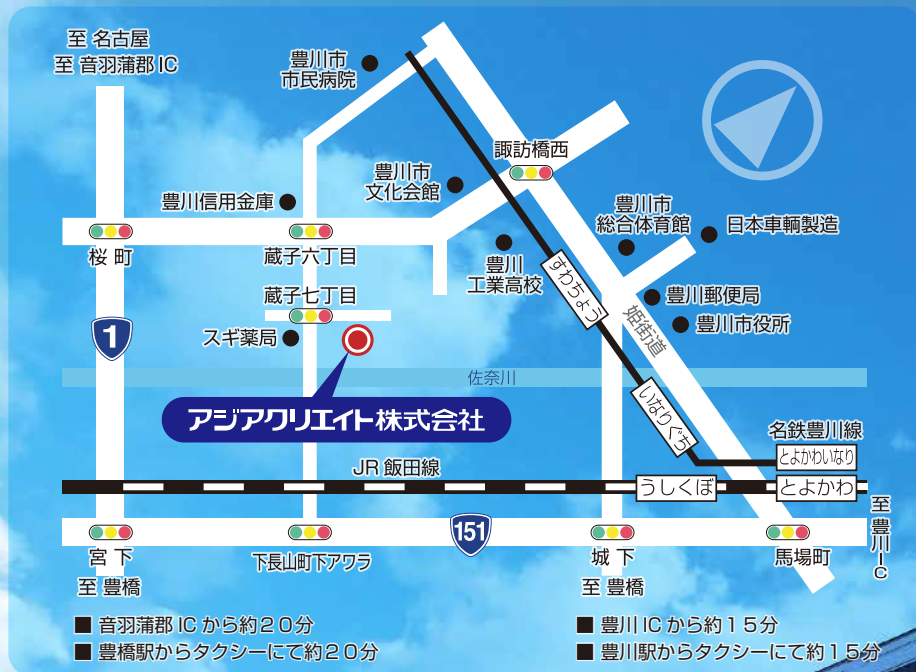 至 名古屋
至 音羽蒲郡 IC
豊川市
市民病院
諏訪橋西
豊川市
文化会館
豊川信用金庫
豊川市
総合体育館
日本車輌製造
桜 町
蔵子六丁目
豊川
工業高校
すわちょう
蔵子七丁目
豊川郵便局
1
スギ薬局
姫街道
豊川市役所
佐奈川
アジアクリエイト株式会社
いなりぐち
名鉄豊川線
とよかわいなり
JR 飯田線
うしくぼ
とよかわ
至 豊川IC
151
宮 下
下長山町下アワラ
城 下
馬場町
至 豊橋
至 豊橋
■ 音羽蒲郡 IC から約20分
■ 豊橋駅からタクシーにて約20分
■ 豊川 IC から約15分
■ 豊川駅からタクシーにて約15分